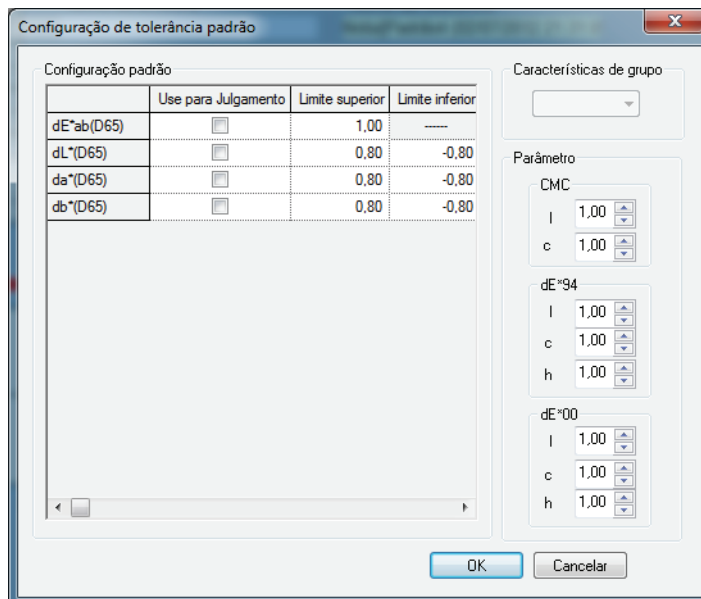 Configuração de tolerância padrão
Configuração padrão
Use para Julgamento Limite superior Limite inferior
dE*ab(D65) 1,00 -----
dL*(D65) 0,80 -0,80
da*(D65) 0,80 -0,80
db*(D65) 0,80 -0,80
Características de grupo
Parâmetro
CMC
l 1,00
c 1,00
dE*94
l 1,00
c 1,00
h 1,00
dE*00
l 1,00
c 1,00
h 1,00
OK Cancelar